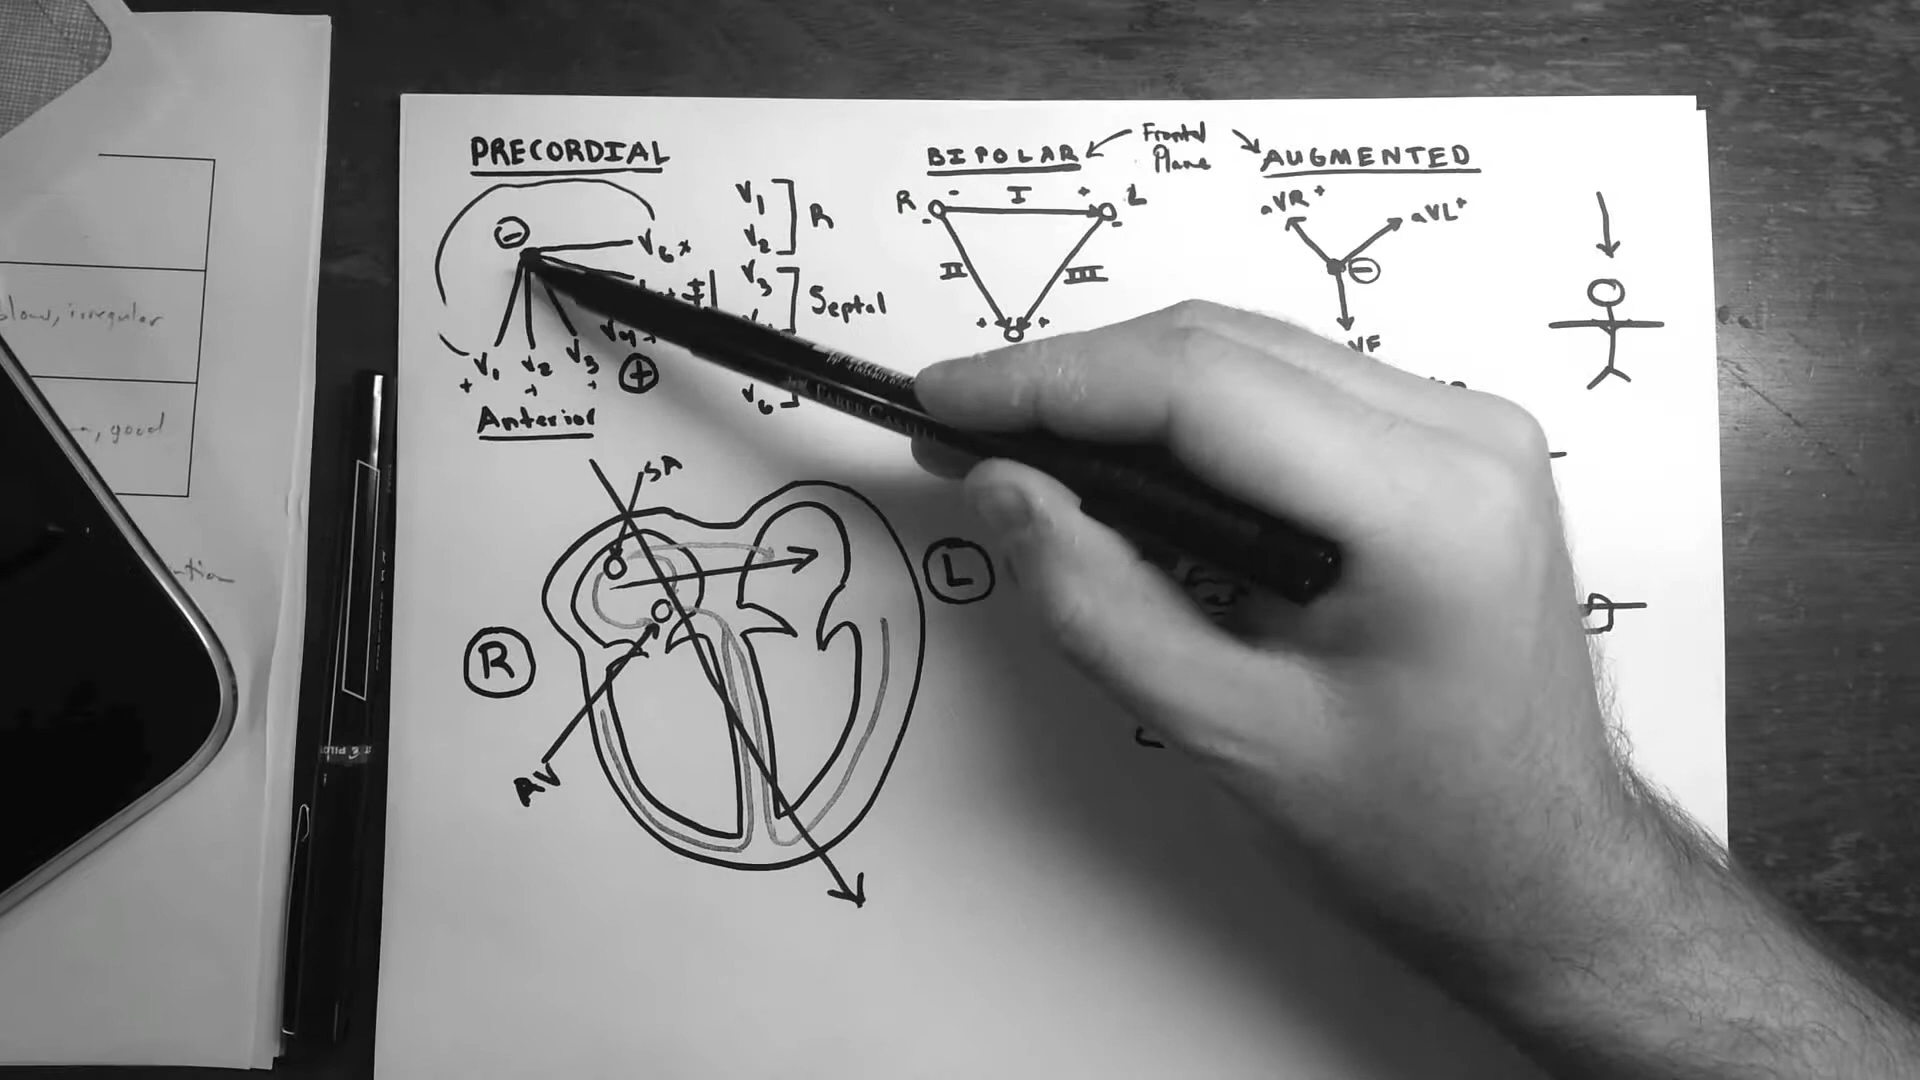 PRECORDIAL
V6
V1
V2
V3
V4
+
Anterior
V1
V2
R
V3
Septal
V6
BIPOLAR
Frontal
Plane
AUGMENTED
R - I + L
- -
II III
+ +
aVR+
aVL+
VF
SA
L
R
AV
FABER CASTELL
slow, irregular
good